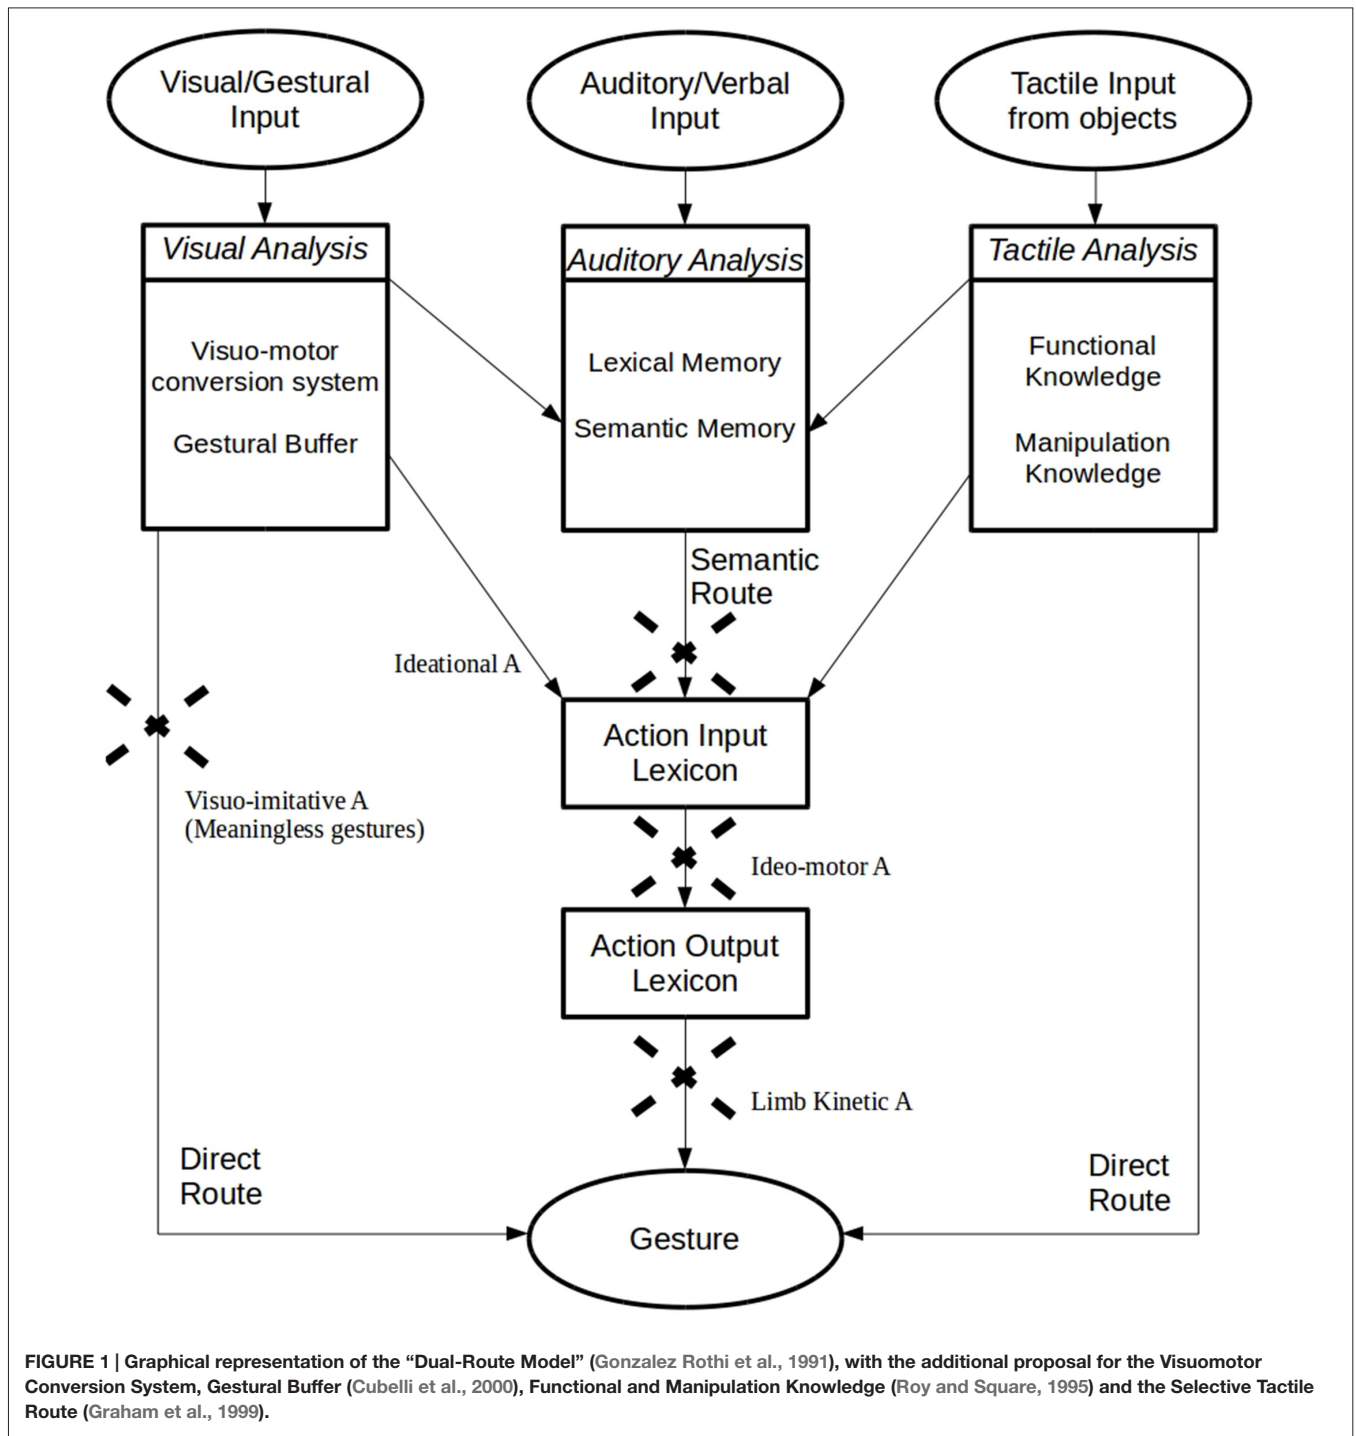 Visual/Gestural
Input
Auditory/Verbal
Input
Tactile Input
from objects
Visual Analysis
Visuo-motor
conversion system
Gestural Buffer
Auditory Analysis
Lexical Memory
Semantic Memory
Tactile Analysis
Functional
Knowledge
Manipulation
Knowledge
Semantic
Route
Ideational A
Action Input
Lexicon
Visuo-imitative A
(Meaningless gestures)
Ideo-motor A
Action Output
Lexicon
Limb Kinetic A
Direct
Route
Direct
Route
Gesture
FIGURE 1 | Graphical representation of the “Dual-Route Model” (Gonzalez Rothi et al., 1991), with the additional proposal for the Visuomotor
Conversion System, Gestural Buffer (Cubelli et al., 2000), Functional and Manipulation Knowledge (Roy and Square, 1995) and the Selective Tactile
Route (Graham et al., 1999).